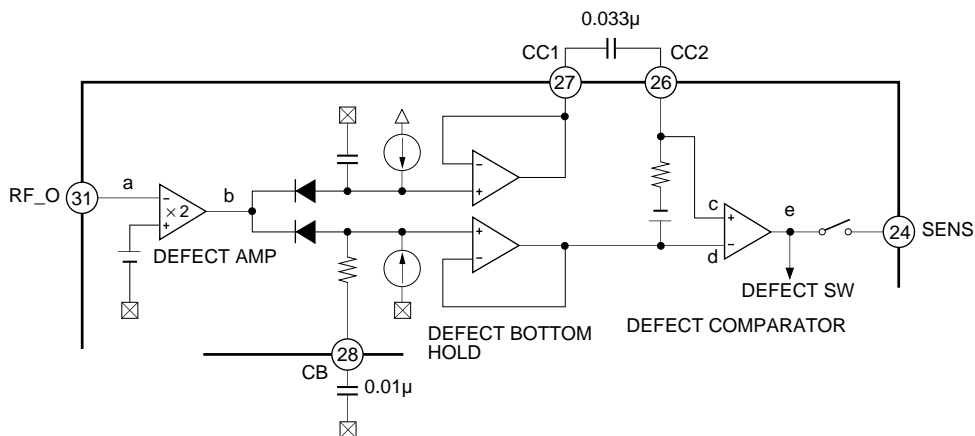 0.033μ
CC1
CC2
27
26
RF_O
31
a
−
× 2
+
b
DEFECT AMP
−
+
+
−
DEFECT BOTTOM
HOLD
c
+
−
d
e
DEFECT SW
DEFECT COMPARATOR
24
SENS
28
CB
0.01μ